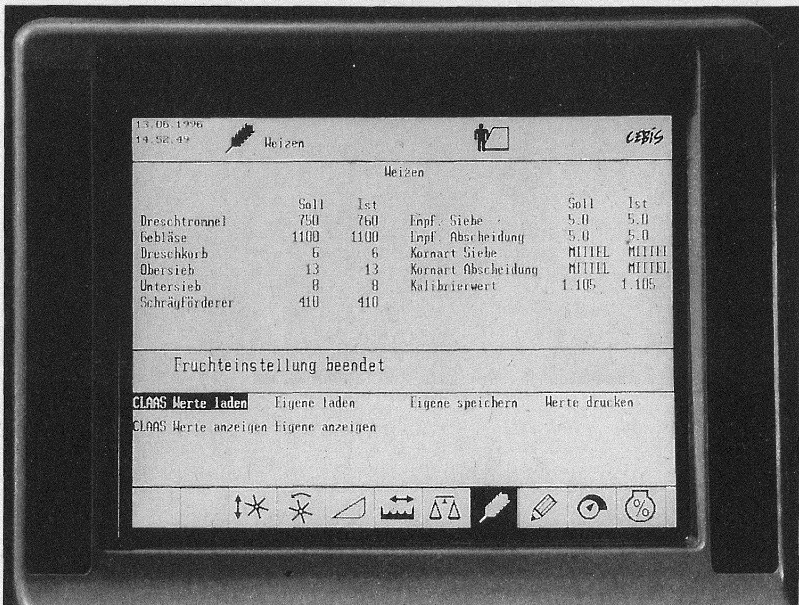 13.06.1996
14.52.49
Weizen
CEBIS
Weizen
Soll Ist Soll Ist
Dreschtrommel 750 760 Empf. Siebe 5.0 5.0
Gebläse 1100 1100 Empf. Abscheidung 5.0 5.0
Dreschkorb 6 6 Kornart Siebe MITTEL MITTEL
Obersieb 13 13 Kornart Abscheidung MITTEL MITTEL
Untersieb 8 8 Kalibrierwert 1.105 1.105
Schrägförderer 410 410
Fruchteinstellung beendet
CLAAS Werte laden Eigene laden Eigene speichern Werte drucken
CLAAS Werte anzeigen Eigene anzeigen
%